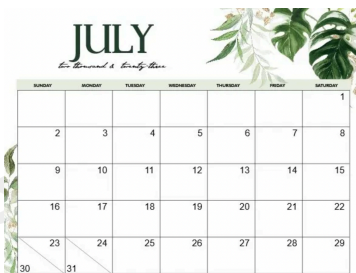 JULY
two thousand & twenty three
SUNDAY MONDAY TUESDAY WEDNESDAY THURSDAY FRIDAY SATURDAY
1
2 3 4 5 6 7 8
9 10 11 12 13 14 15
16 17 18 19 20 21 22
23 24 25 26 27 28 29
30 31